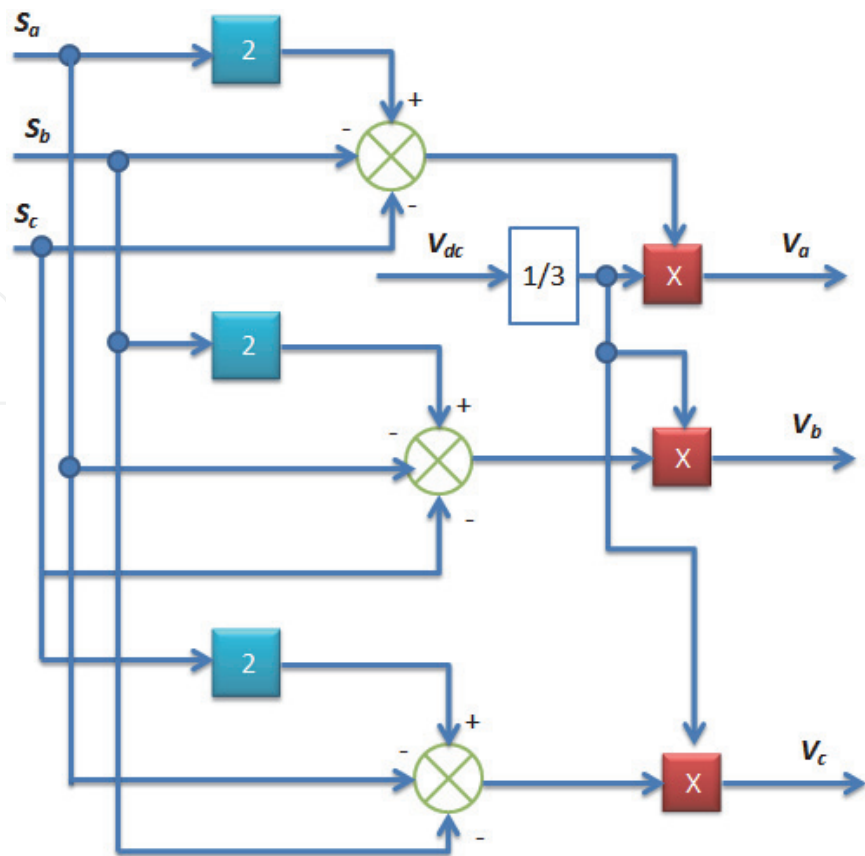 Sa
2
+
Sb
-
Sc
-
Vdc
1/3
X
Va
2
+
-
X
Vb
-
2
+
-
X
Vc
-